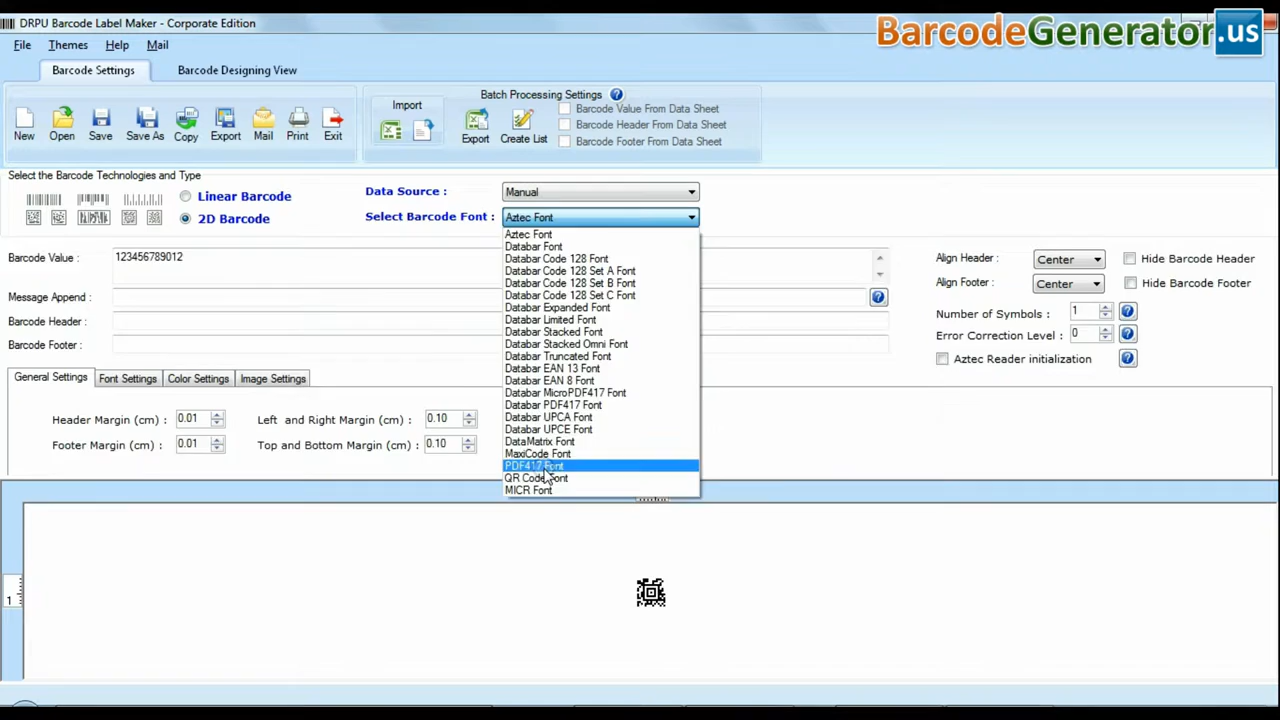 DRPU Barcode Label Maker - Corporate Edition
BarcodeGenerator.us
File Themes Help Mail
Barcode Settings Barcode Designing View
Batch Processing Settings ?
Import
Barcode Value From Data Sheet
Barcode Header From Data Sheet
Barcode Footer From Data Sheet
New Open Save Save As Copy Export Mail Print Exit Export Create List
Select the Barcode Technologies and Type
Linear Barcode
2D Barcode
Data Source : Manual
Select Barcode Font : Aztec Font
Aztec Font
Databar Font
Databar Code 128 Font
Databar Code 128 Set A Font
Databar Code 128 Set B Font
Databar Code 128 Set C Font
Databar Expanded Font
Databar Limited Font
Databar Stacked Font
Databar Stacked Omni Font
Databar Truncated Font
Databar EAN 13 Font
Databar EAN 8 Font
Databar MicroPDF417 Font
Databar PDF417 Font
Databar UPCA Font
Databar UPCE Font
DataMatrix Font
MaxiCode Font
PDF417 Font
QR Code Font
MICR Font
Barcode Value : 123456789012
Message Append : ?
Barcode Header :
Barcode Footer :
Align Header : Center Hide Barcode Header
Align Footer : Center Hide Barcode Footer
Number of Symbols : 1 ?
Error Correction Level : 0 ?
Aztec Reader initialization ?
General Settings Font Settings Color Settings Image Settings
Header Margin (cm) : 0.01 Left and Right Margin (cm) : 0.10
Footer Margin (cm) : 0.01 Top and Bottom Margin (cm) : 0.10
1